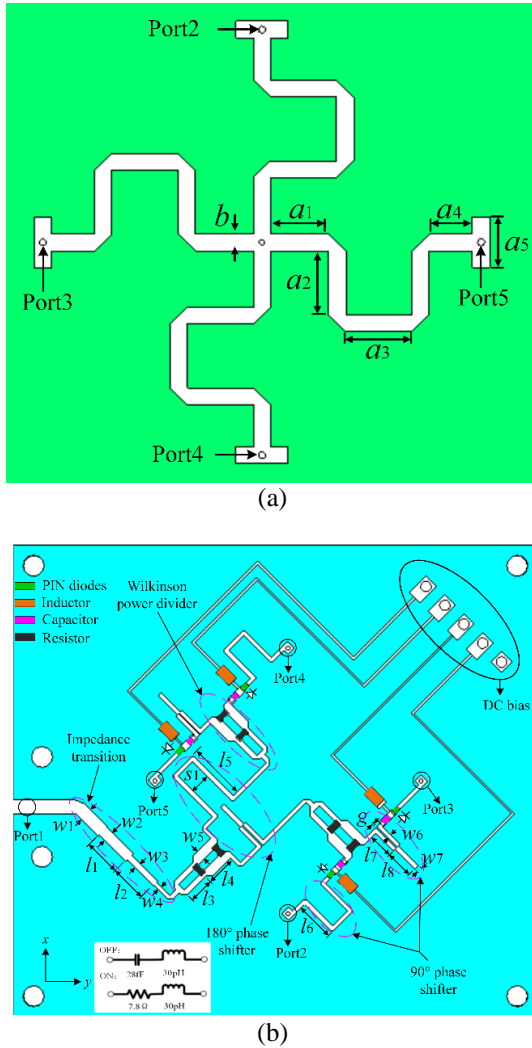 Port2
b
a1
a4
a5
a2
Port3
Port5
a3
Port4
(a)
PIN diodes
Inductor
Capacitor
Resistor
Wilkinson
power divider
DC bias
Port4
Impedance
transition
Port5
l5
s1
Port3
Port1
w1
w2
l1
l2
w3
w4
w5
l3
l4
g
w6
l7
l8
w7
180° phase
shifter
l6
Port2
90° phase
shifter
x
y
OFF:
28fF
30pH
ON:
7.8 Ω
30pH
(b)